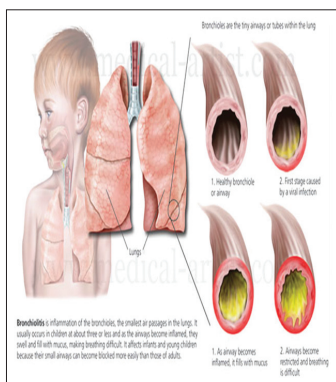 Bronchioles are the tiny airways or tubes within the lung
1. Healthy bronchiole
or airway
2. First stage caused
by a viral infection
Lungs
1. As airway becomes
inflamed, it fills with mucus
2. Airways become
restricted and breathing
is difficult
Bronchiolitis is inflammation of the bronchioles, the smallest air passages in the lungs. It
usually occurs in children at about three or less and as the airways become inflamed, they
swell and fill with mucus, making breathing difficult. It affects infants and young children
because their small airways can become blocked more easily than those of adults.